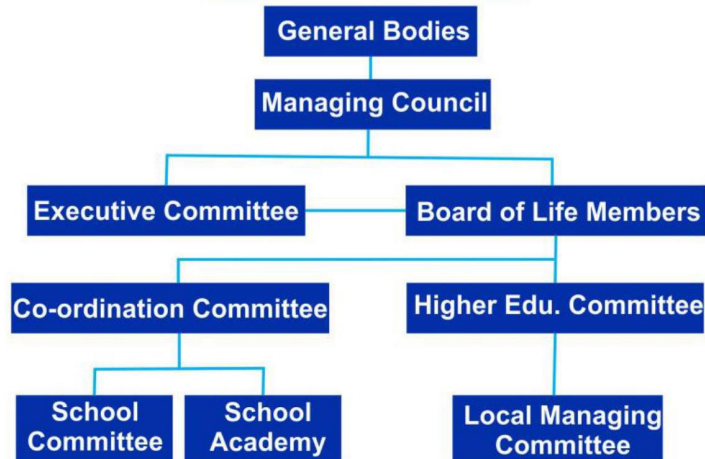 General Bodies
Managing Council
Executive Committee
Board of Life Members
Co-ordination Committee
Higher Edu. Committee
School
Committee
School
Academy
Local Managing
Committee